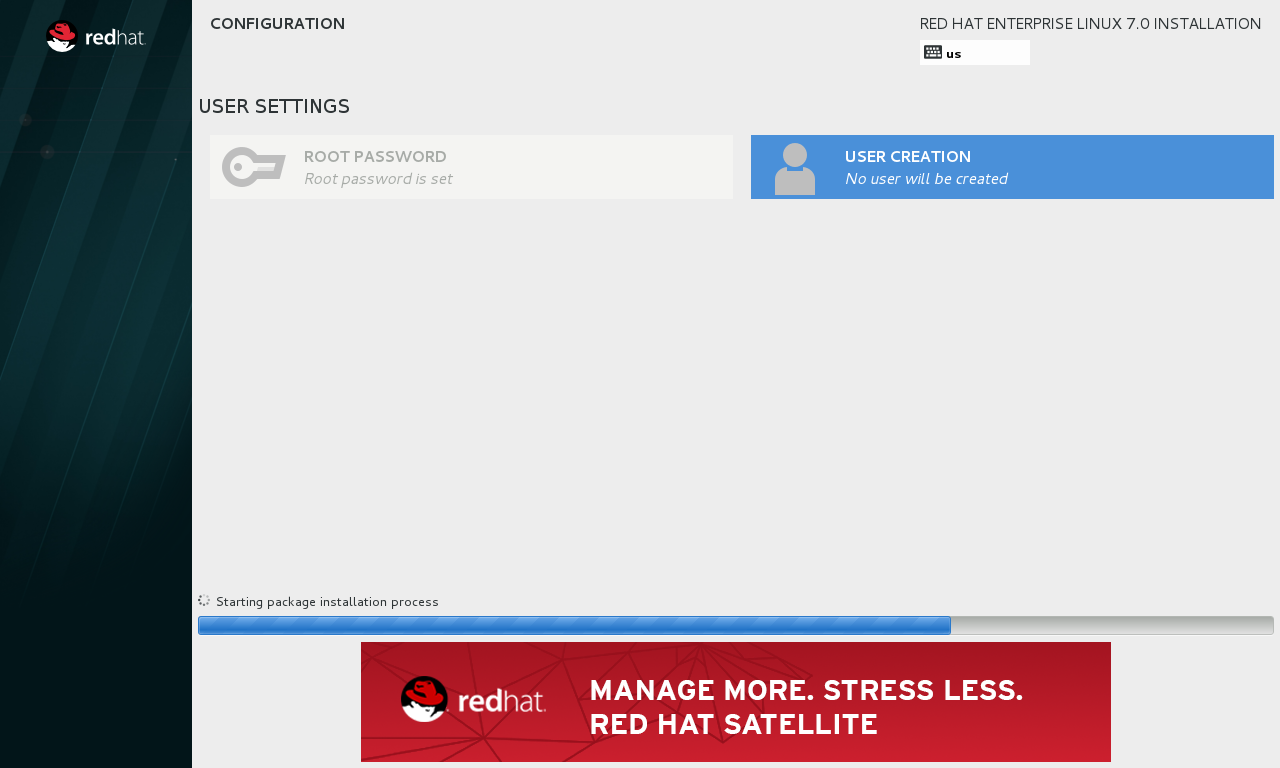 redhat.
CONFIGURATION
RED HAT ENTERPRISE LINUX 7.0 INSTALLATION
us
USER SETTINGS
ROOT PASSWORD
Root password is set
USER CREATION
No user will be created
Starting package installation process
redhat.
MANAGE MORE. STRESS LESS.
RED HAT SATELLITE